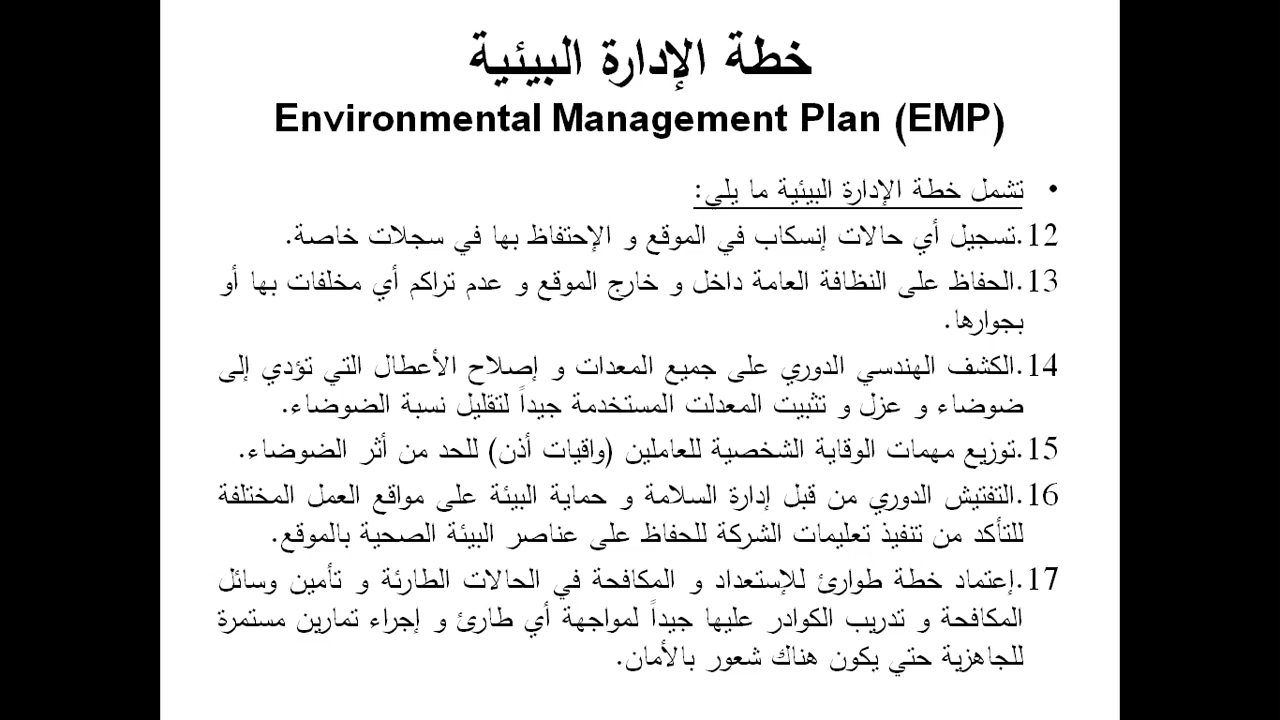 خطة الإدارة البيئية
Environmental Management Plan (EMP)
• تشمل خطة الإدارة البيئية ما يلي:
12.تسجيل أي حالات إنسكاب في الموقع و الإحتفاظ بها في سجلات خاصة.
13.الحفاظ على النظافة العامة داخل و خارج الموقع و عدم تراكم أي مخلفات بها أو
بجوارها.
14.الكشف الهندسي الدوري على جميع المعدات و إصلاح الأعطال التي تؤدي إلى
ضوضاء و عزل و تثبيت المعدلت المستخدمة جيداً لتقليل نسبة الضوضاء.
15.توزيع مهمات الوقاية الشخصية للعاملين (واقيات أذن) للحد من أثر الضوضاء.
16.التفتيش الدوري من قبل إدارة السلامة و حماية البيئة على مواقع العمل المختلفة
للتأكد من تنفيذ تعليمات الشركة للحفاظ على عناصر البيئة الصحية بالموقع.
17.إعتماد خطة طوارئ للإستعداد و المكافحة في الحالات الطارئة و تأمين وسائل
المكافحة و تدريب الكوادر عليها جيداً لمواجهة أي طارئ و إجراء تمارين مستمرة
للجاهزية حتي يكون هناك شعور بالأمان.